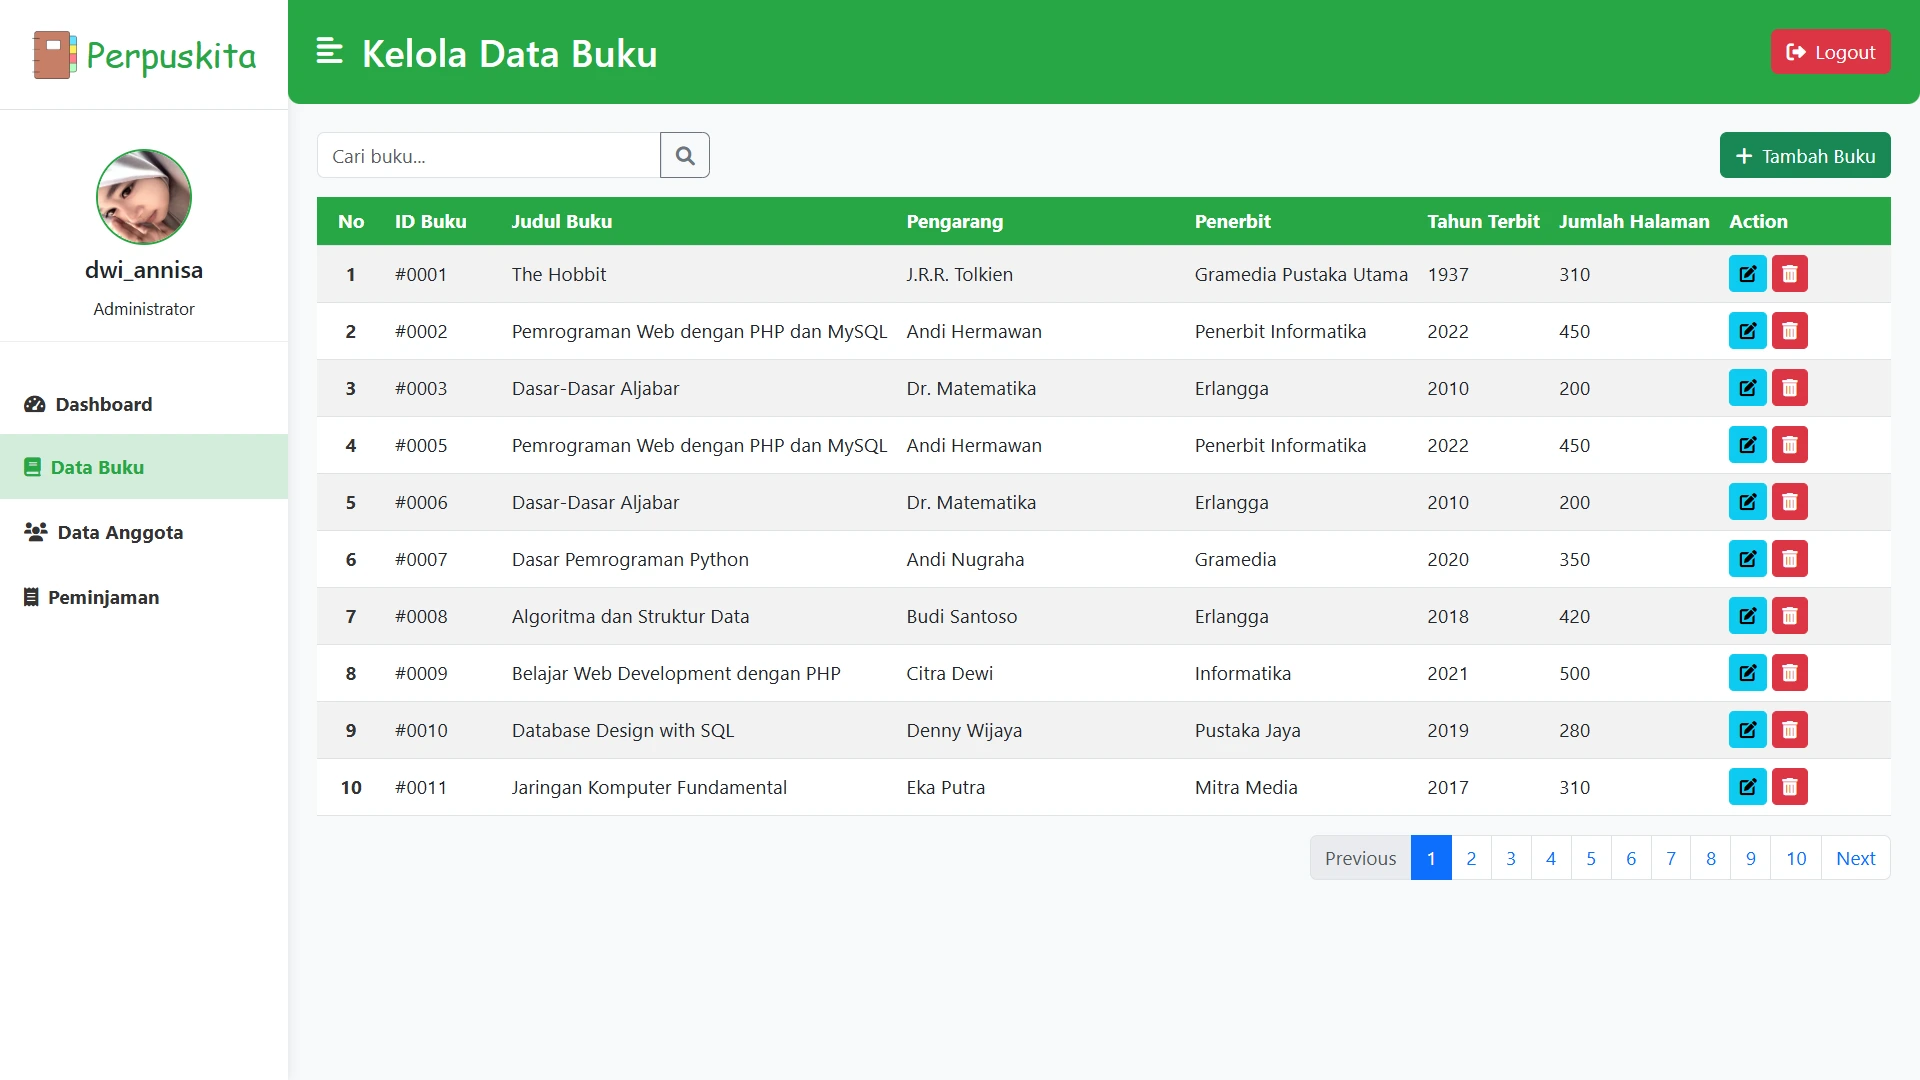 Perpuskita
Kelola Data Buku
Logout
dwi_annisa
Administrator
Dashboard
Data Buku
Data Anggota
Peminjaman
Cari buku...
Tambah Buku
No ID Buku Judul Buku Pengarang Penerbit Tahun Terbit Jumlah Halaman Action
1 #0001 The Hobbit J.R.R. Tolkien Gramedia Pustaka Utama 1937 310
2 #0002 Pemrograman Web dengan PHP dan MySQL Andi Hermawan Penerbit Informatika 2022 450
3 #0003 Dasar-Dasar Aljabar Dr. Matematika Erlangga 2010 200
4 #0005 Pemrograman Web dengan PHP dan MySQL Andi Hermawan Penerbit Informatika 2022 450
5 #0006 Dasar-Dasar Aljabar Dr. Matematika Erlangga 2010 200
6 #0007 Dasar Pemrograman Python Andi Nugraha Gramedia 2020 350
7 #0008 Algoritma dan Struktur Data Budi Santoso Erlangga 2018 420
8 #0009 Belajar Web Development dengan PHP Citra Dewi Informatika 2021 500
9 #0010 Database Design with SQL Denny Wijaya Pustaka Jaya 2019 280
10 #0011 Jaringan Komputer Fundamental Eka Putra Mitra Media 2017 310
Previous 1 2 3 4 5 6 7 8 9 10 Next